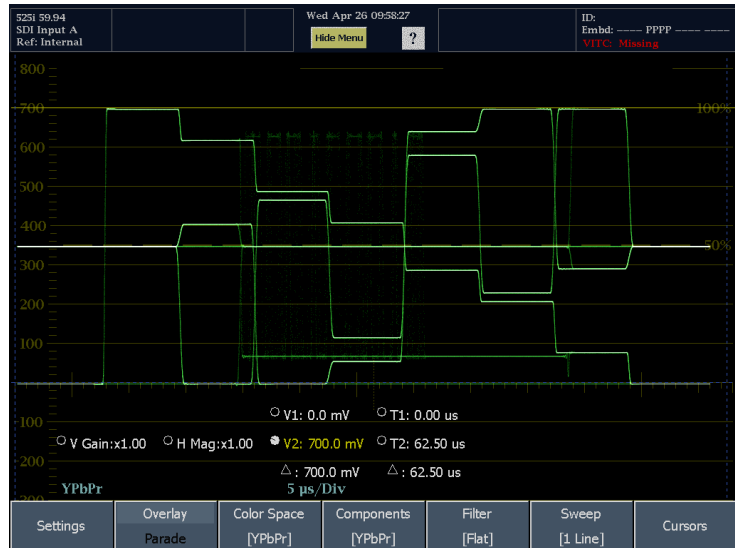 525i 59.94
SDI Input A
Ref: Internal
Wed Apr 26 09:58:27
Hide Menu
?
ID:
Embd: ---- PPPP ---- ----
VITC: Missing
800
700
100%
600
500
400
50%
300
200
100
100
200
300
V1: 0.0 mV
T1: 0.00 us
V Gain:x1.00
H Mag:x1.00
V2: 700.0 mV
T2: 62.50 us
△ : 700.0 mV
△ : 62.50 us
YPbPr
5 µs/Div
Settings
Overlay
Parade
Color Space
[YPbPr]
Components
[YPbPr]
Filter
[Flat]
Sweep
[1 Line]
Cursors